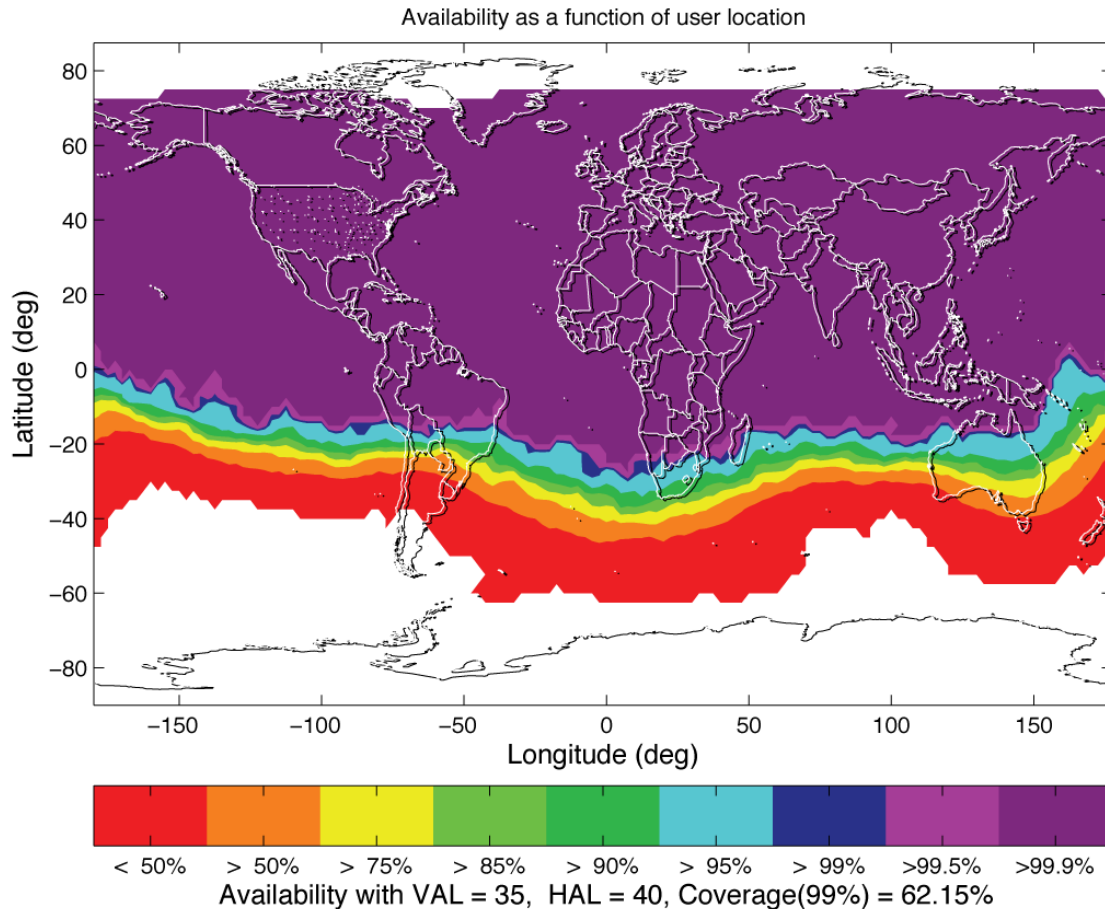 Availability as a function of user location
80
60
40
20
0
−20
−40
−60
−80
Latitude (deg)
−150 −100 −50 0 50 100 150
Longitude (deg)
< 50% > 50% > 75% > 85% > 90% > 95% > 99% >99.5% >99.9%
Availability with VAL = 35, HAL = 40, Coverage(99%) = 62.15%